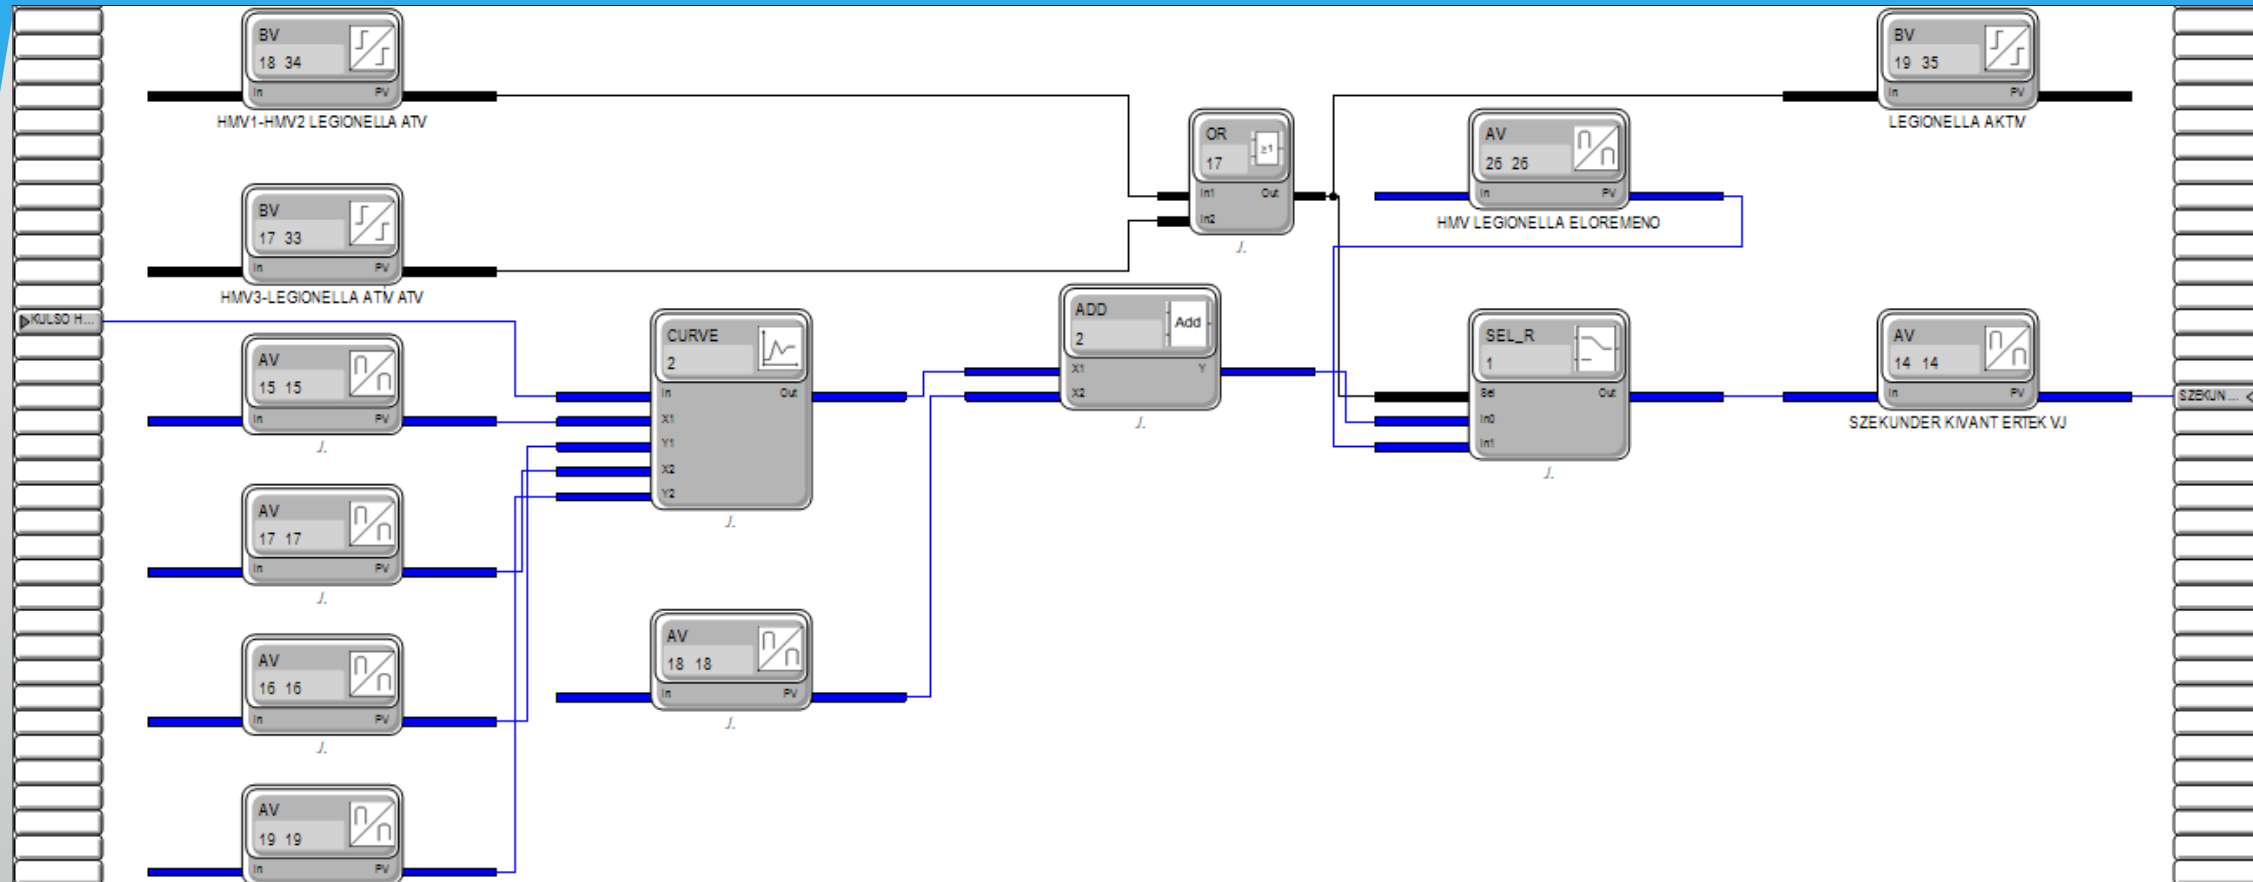 BV
18 34
In PV
HMV1-HMV2 LEGIONELLA ATV
BV
17 33
In PV
HMV3-LEGIONELLA ATIV ATV
KULSO H...
AV
15 15
In PV
J.
AV
17 17
In PV
J.
AV
16 16
In PV
J.
AV
19 19
In PV
CURVE
2
In Out
X1
Y1
X2
Y2
J.
AV
18 18
In PV
J.
ADD
2
Add
X1 Y
X2
J.
OR
17
≥1
In1 Out
In2
J.
AV
26 26
In PV
HMV LEGIONELLA ELOREMENO
SEL_R
1
Sel Out
In0
In1
J.
BV
19 35
In PV
LEGIONELLA AKTIV
AV
14 14
In PV
SZEKUNDER KIVANT ERTEK VJ
SZEKUN...